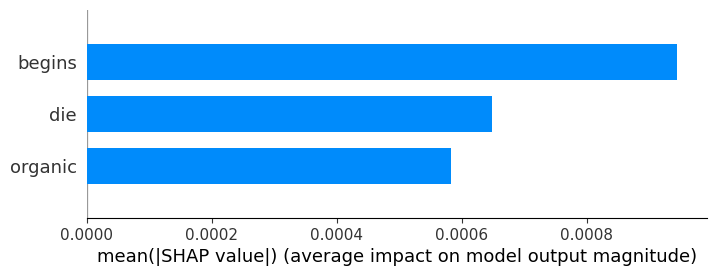 begins
die
organic
0.0000 0.0002 0.0004 0.0006 0.0008
mean(|SHAP value|) (average impact on model output magnitude)